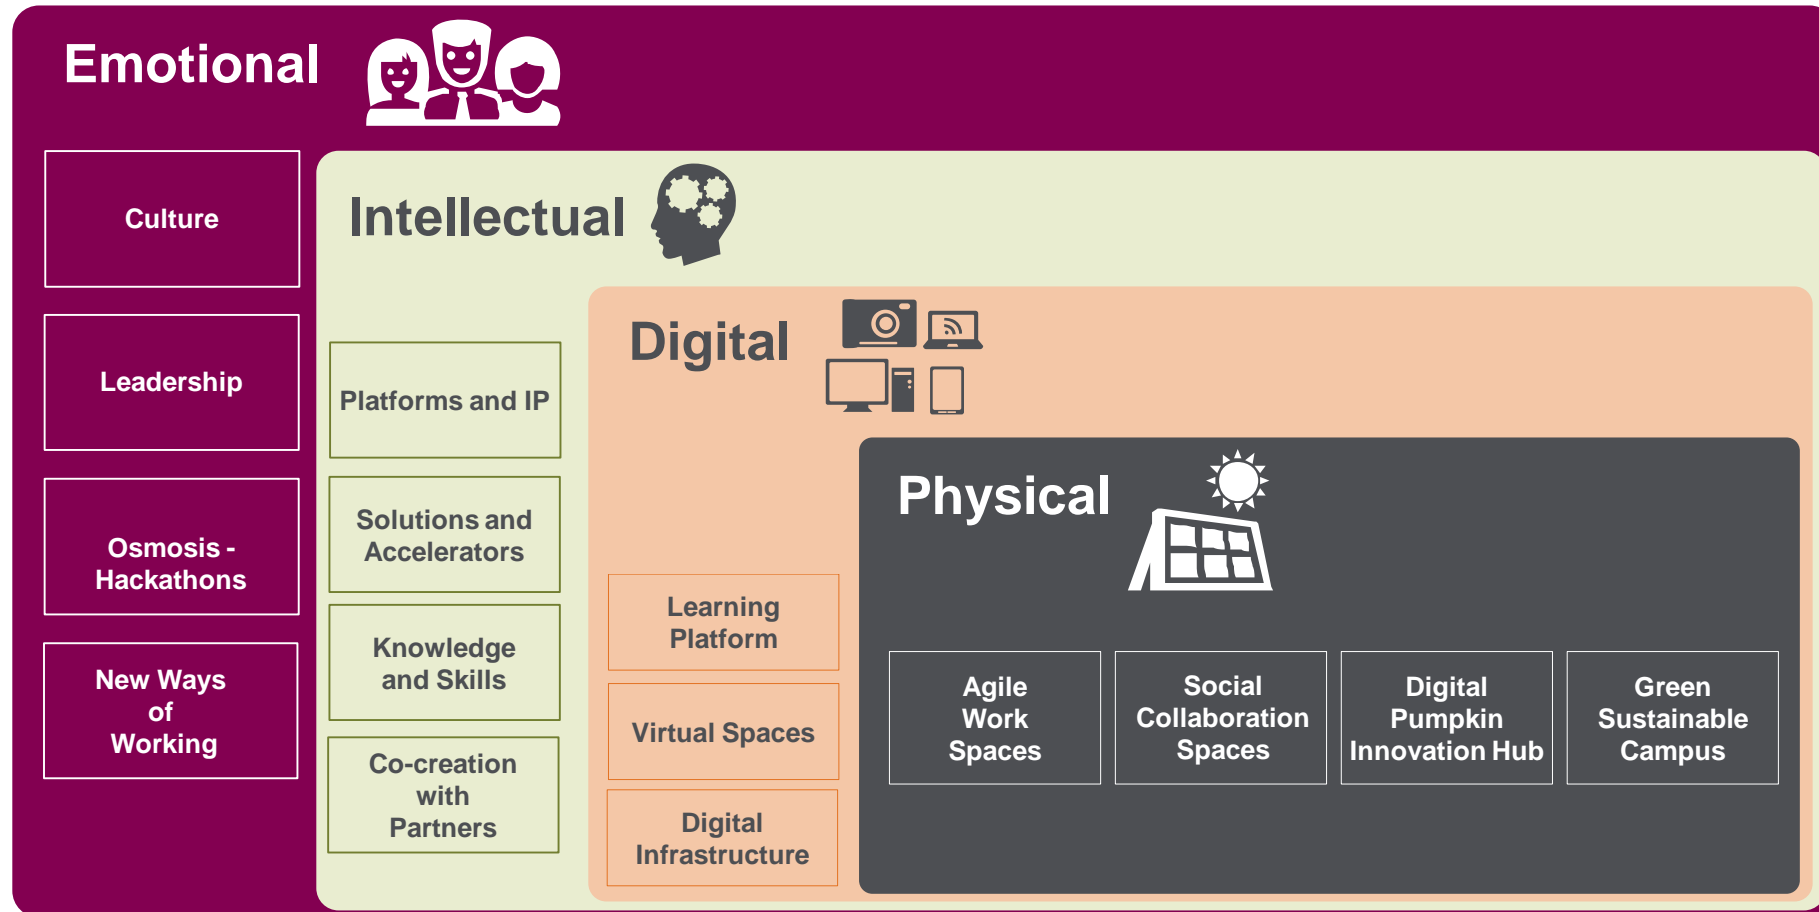 Emotional
Culture
Leadership
Osmosis -
Hackathons
New Ways
of
Working
Intellectual
Platforms and IP
Solutions and
Accelerators
Knowledge
and Skills
Co-creation
with
Partners
Digital
Learning
Platform
Virtual Spaces
Digital
Infrastructure
Physical
Agile
Work
Spaces
Social
Collaboration
Spaces
Digital
Pumpkin
Innovation Hub
Green
Sustainable
Campus